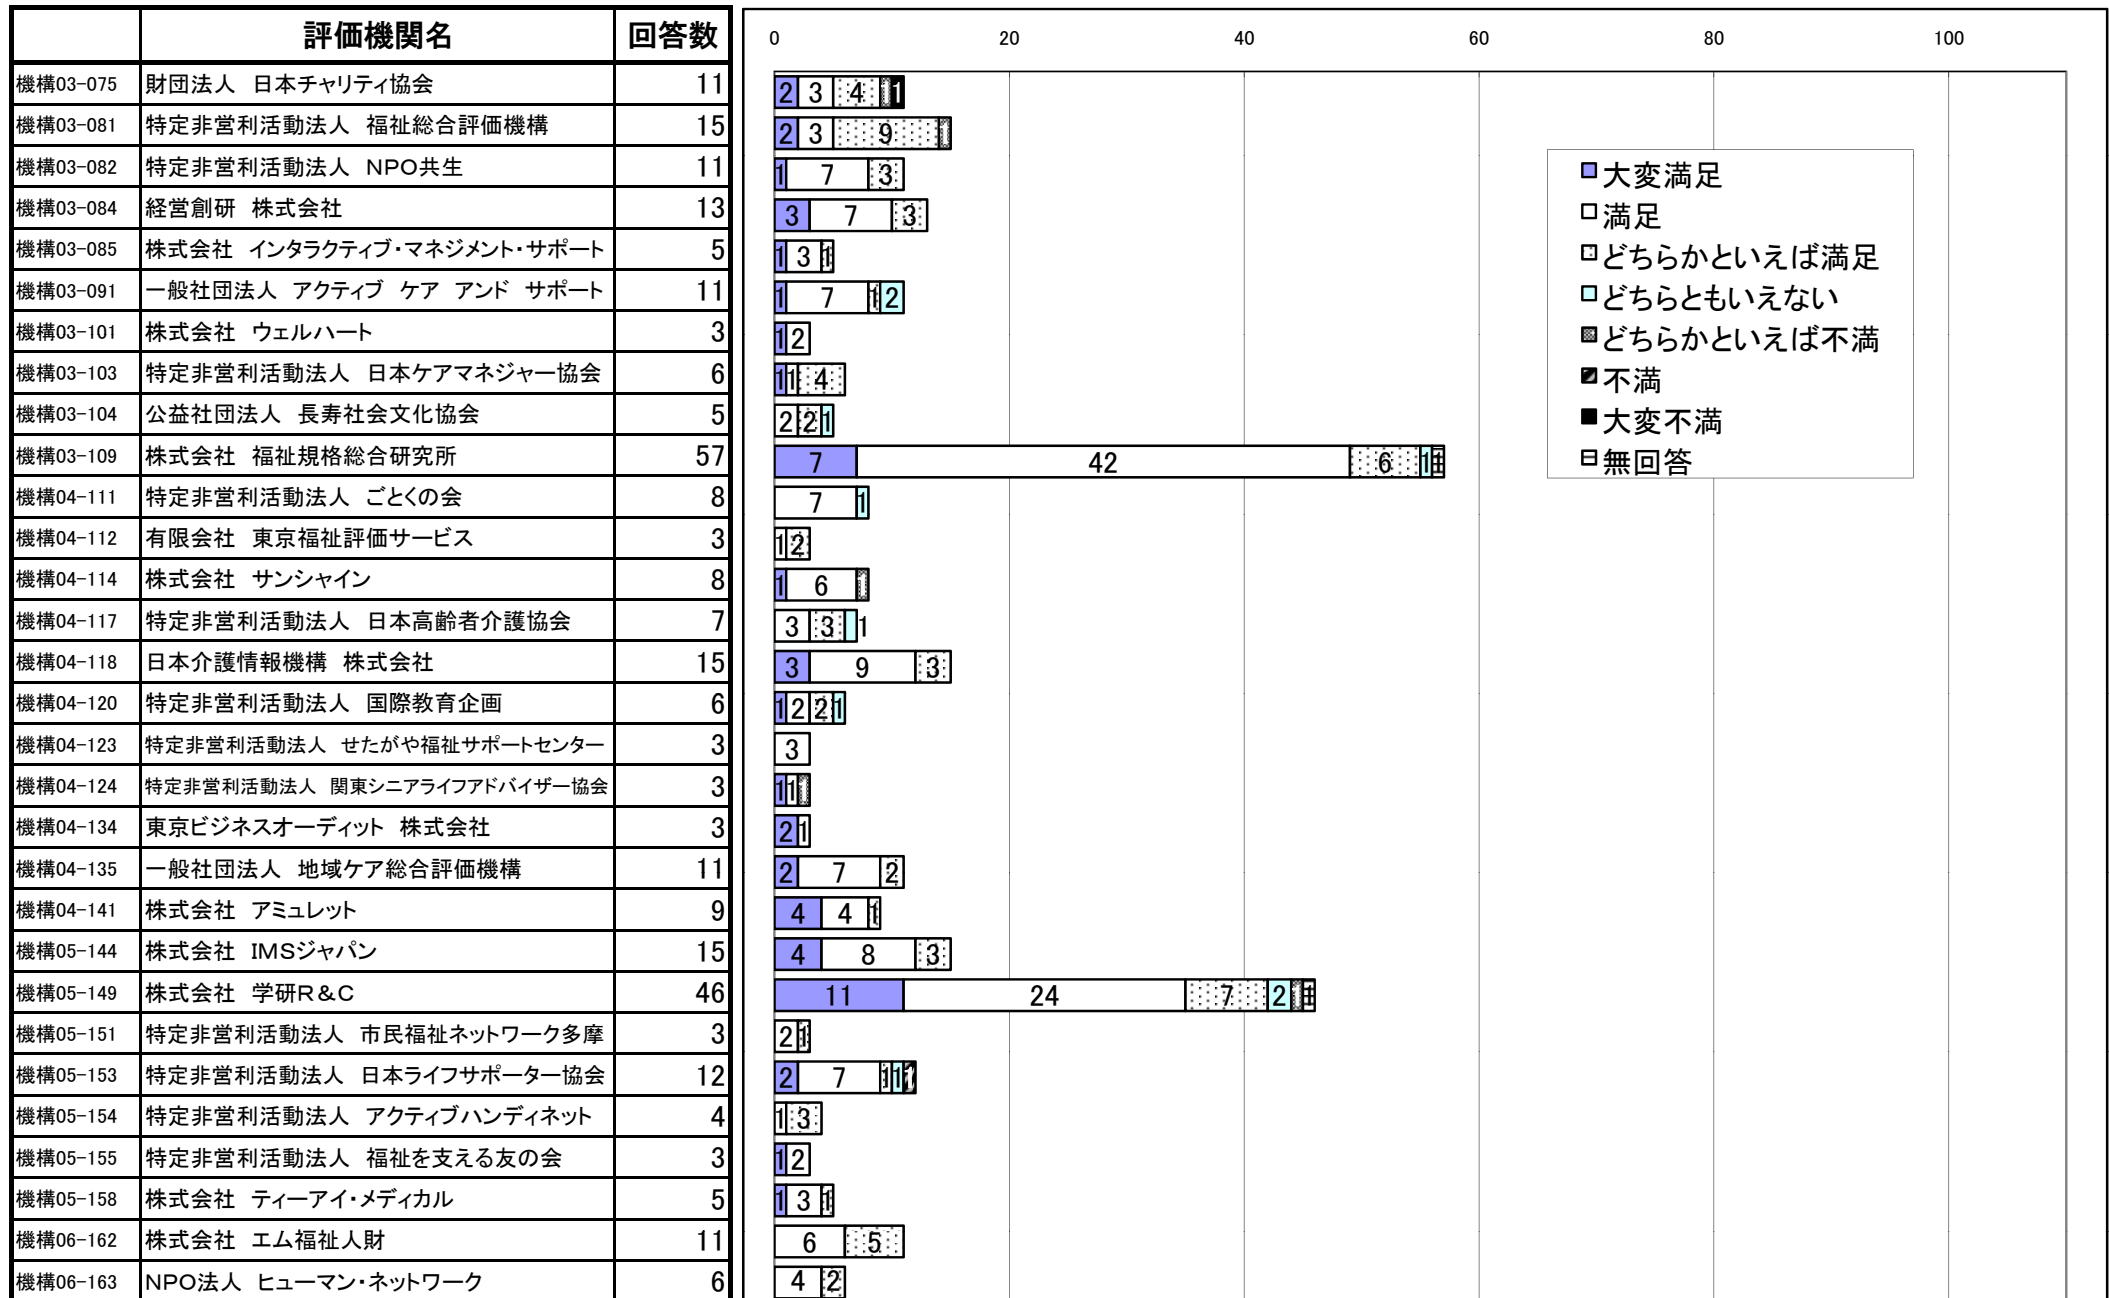 評価機関名 回答数
0 20 40 60 80 100
機構03-075 財団法人 日本チャリティ協会 11 2 3 4 1 1
機構03-081 特定非営利活動法人 福祉総合評価機構 15 2 3 9 1
機構03-082 特定非営利活動法人 NPO共生 11 1 7 3
機構03-084 経営創研 株式会社 13 3 7 3
機構03-085 株式会社 インタラクティブ・マネジメント・サポート 5 1 3 1
機構03-091 一般社団法人 アクティブ ケア アンド サポート 11 1 7 1 2
機構03-101 株式会社 ウェルハート 3 1 2
機構03-103 特定非営利活動法人 日本ケアマネジャー協会 6 1 1 4
機構03-104 公益社団法人 長寿社会文化協会 5 2 2 1
機構03-109 株式会社 福祉規格総合研究所 57 7 42 6 1 1
機構04-111 特定非営利活動法人 ごとくの会 8 7 1
機構04-112 有限会社 東京福祉評価サービス 3 1 2
機構04-114 株式会社 サンシャイン 8 1 6 1
機構04-117 特定非営利活動法人 日本高齢者介護協会 7 3 3 1
機構04-118 日本介護情報機構 株式会社 15 3 9 3
機構04-120 特定非営利活動法人 国際教育企画 6 1 2 2 1
機構04-123 特定非営利活動法人 せたがや福祉サポートセンター 3 3
機構04-124 特定非営利活動法人 関東シニアライフアドバイザー協会 3 1 1 1
機構04-134 東京ビジネスオーディット 株式会社 3 2 1
機構04-135 一般社団法人 地域ケア総合評価機構 11 2 7 2
機構04-141 株式会社 アミュレット 9 4 4 1
機構05-144 株式会社 IMSジャパン 15 4 8 3
機構05-149 株式会社 学研R&C 46 11 24 7 2 1 1
機構05-151 特定非営利活動法人 市民福祉ネットワーク多摩 3 2 1
機構05-153 特定非営利活動法人 日本ライフサポーター協会 12 2 7 1 1 1
機構05-154 特定非営利活動法人 アクティブハンディネット 4 1 3
機構05-155 特定非営利活動法人 福祉を支える友の会 3 1 2
機構05-158 株式会社 ティーアイ・メディカル 5 1 3 1
機構06-162 株式会社 エム福祉人財 11 6 5
機構06-163 NPO法人 ヒューマン・ネットワーク 6 4 2
大変満足
満足
どちらかといえば満足
どちらともいえない
どちらかといえば不満
不満
大変不満
無回答